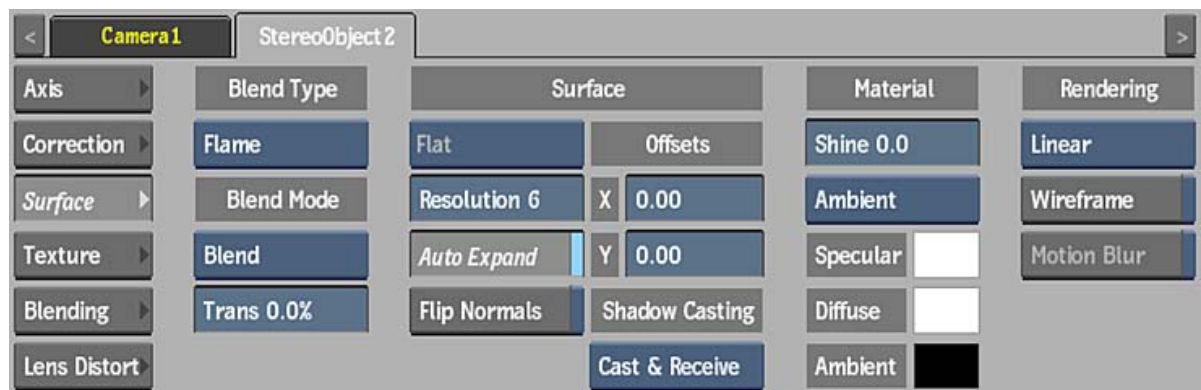 < Camera1 StereoObject2 >
Axis Blend Type Surface Material Rendering
Correction Flame Flat Offsets Shine 0.0 Linear
Surface Blend Mode Resolution 6 X 0.00 Ambient Wireframe
Texture Blend Auto Expand Y 0.00 Specular Motion Blur
Blending Trans 0.0% Flip Normals Shadow Casting Diffuse
Lens Distort Cast & Receive Ambient